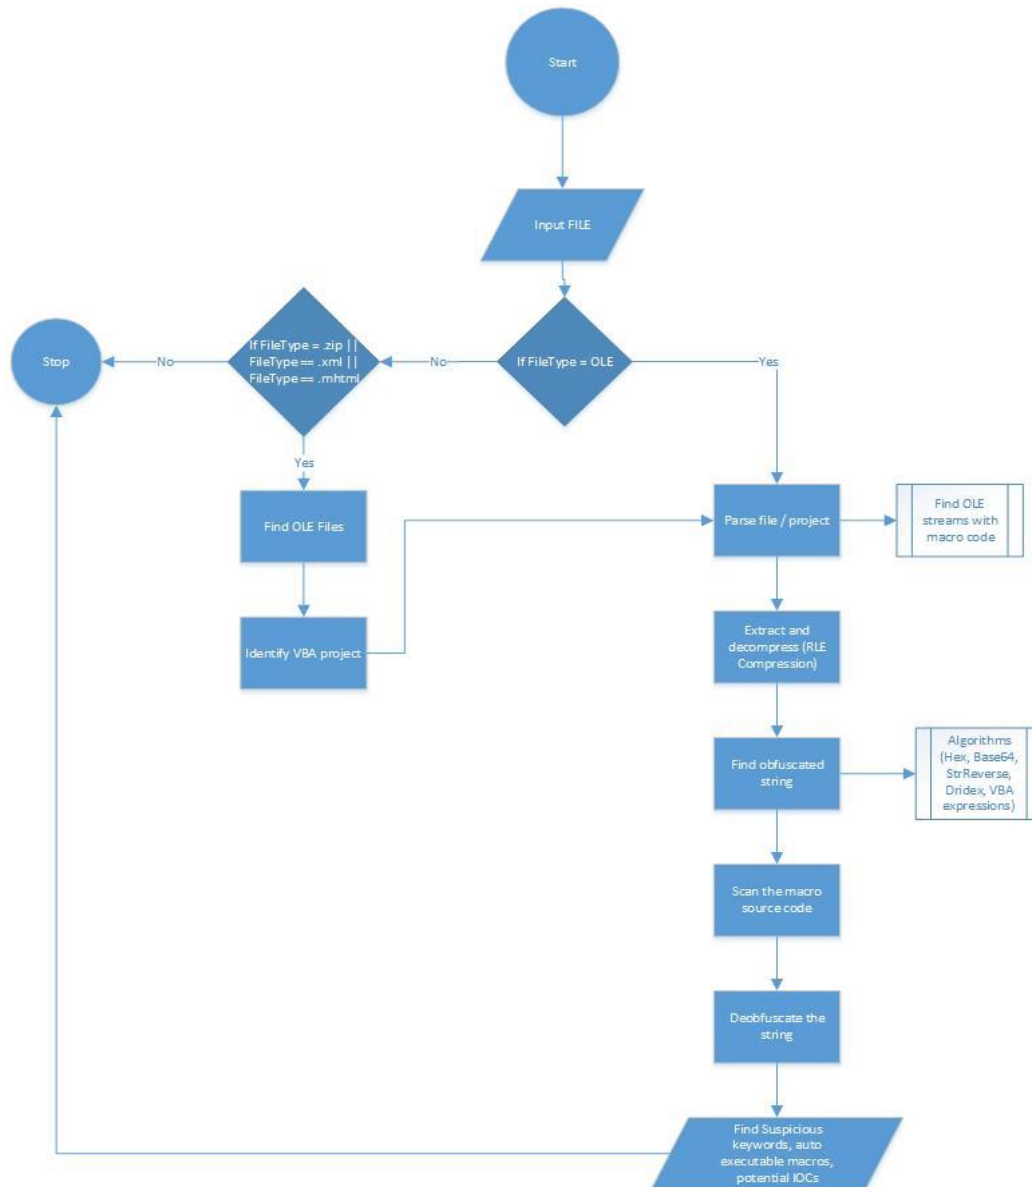 Start
Input FILE
If FileType = OLE
No
Yes
If FileType = .zip ||
FileType == .xml ||
FileType == .mhtml
No
Stop
Yes
Find OLE Files
Identify VBA project
Parse file / project
Find OLE
streams with
macro code
Extract and
decompress (RLE
Compression)
Find obfuscated
string
Algorithms
(Hex, Base64,
StrReverse,
Dridex, VBA
expressions)
Scan the macro
source code
Deobfuscate the
string
Find Suspicious
keywords, auto
executable macros,
potential IOCs